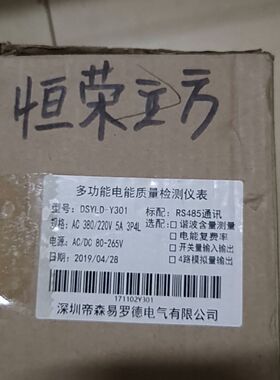 恒荣立方
多功能电能质量检测仪表
型号: DSYLD-Y301 标配: RS485通讯
规格: AC 380/220V 5A 3P4L 选配: □谐波含量测量
□电能复费率
电源: AC/DC 80-265V □开关量输入输出
日期: 2019/04/28 □4路模拟量输出
171102Y301
深圳帝森易罗德电气有限公司